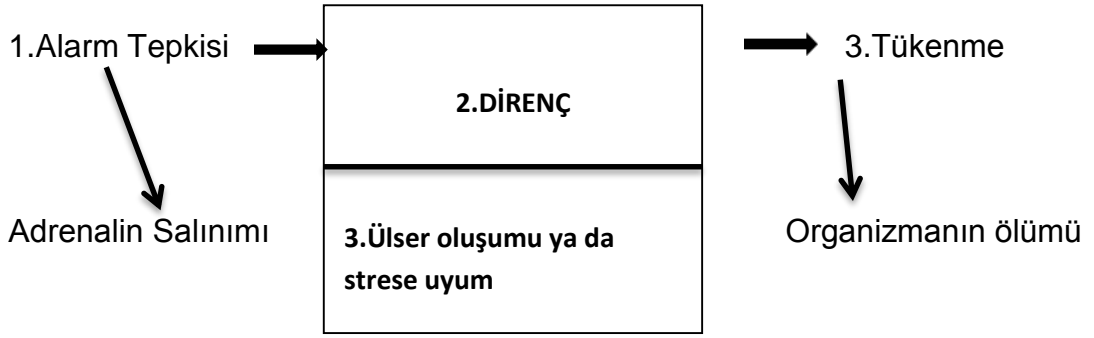 1.Alarm Tepkisi
2.DİRENÇ
3.Tükenme
Adrenalin Salınımı
3.Ülser oluşumu ya da
strese uyum
Organizmanın ölümü